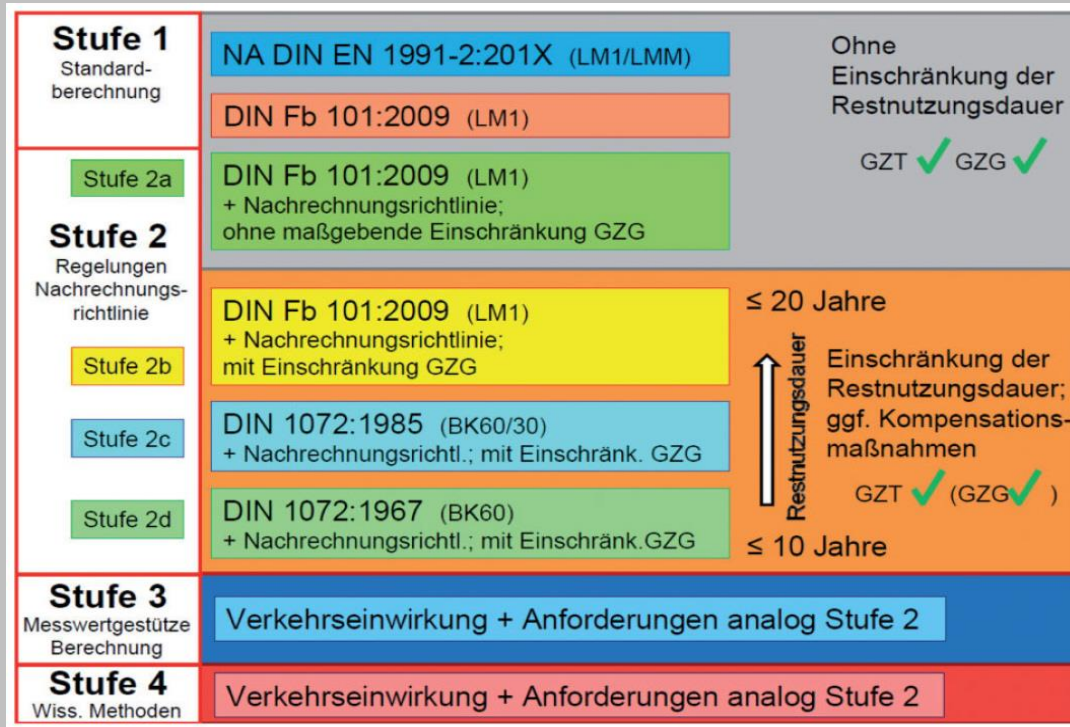 Stufe 1
Standard-
berechnung
NA DIN EN 1991-2:201X (LM1/LMM)
DIN Fb 101:2009 (LM1)
Ohne
Einschränkung der
Restnutzungsdauer
GZT ✓ GZG ✓
Stufe 2a
DIN Fb 101:2009 (LM1)
+ Nachrechnungsrichtlinie;
ohne maßgebende Einschränkung GZG
Stufe 2
Regelungen
Nachrechnungs-
richtlinie
Stufe 2b
DIN Fb 101:2009 (LM1)
+ Nachrechnungsrichtlinie;
mit Einschränkung GZG
Stufe 2c
DIN 1072:1985 (BK60/30)
+ Nachrechnungsrichtl.; mit Einschränk. GZG
Stufe 2d
DIN 1072:1967 (BK60)
+ Nachrechnungsrichtl.; mit Einschränk.GZG
≤ 20 Jahre
Restnutzungsdauer
Einschränkung der
Restnutzungsdauer;
ggf. Kompensations-
maßnahmen
GZT ✓ (GZG ✓ )
≤ 10 Jahre
Stufe 3
Messwertgestütze
Berechnung
Verkehrseinwirkung + Anforderungen analog Stufe 2
Stufe 4
Wiss. Methoden
Verkehrseinwirkung + Anforderungen analog Stufe 2